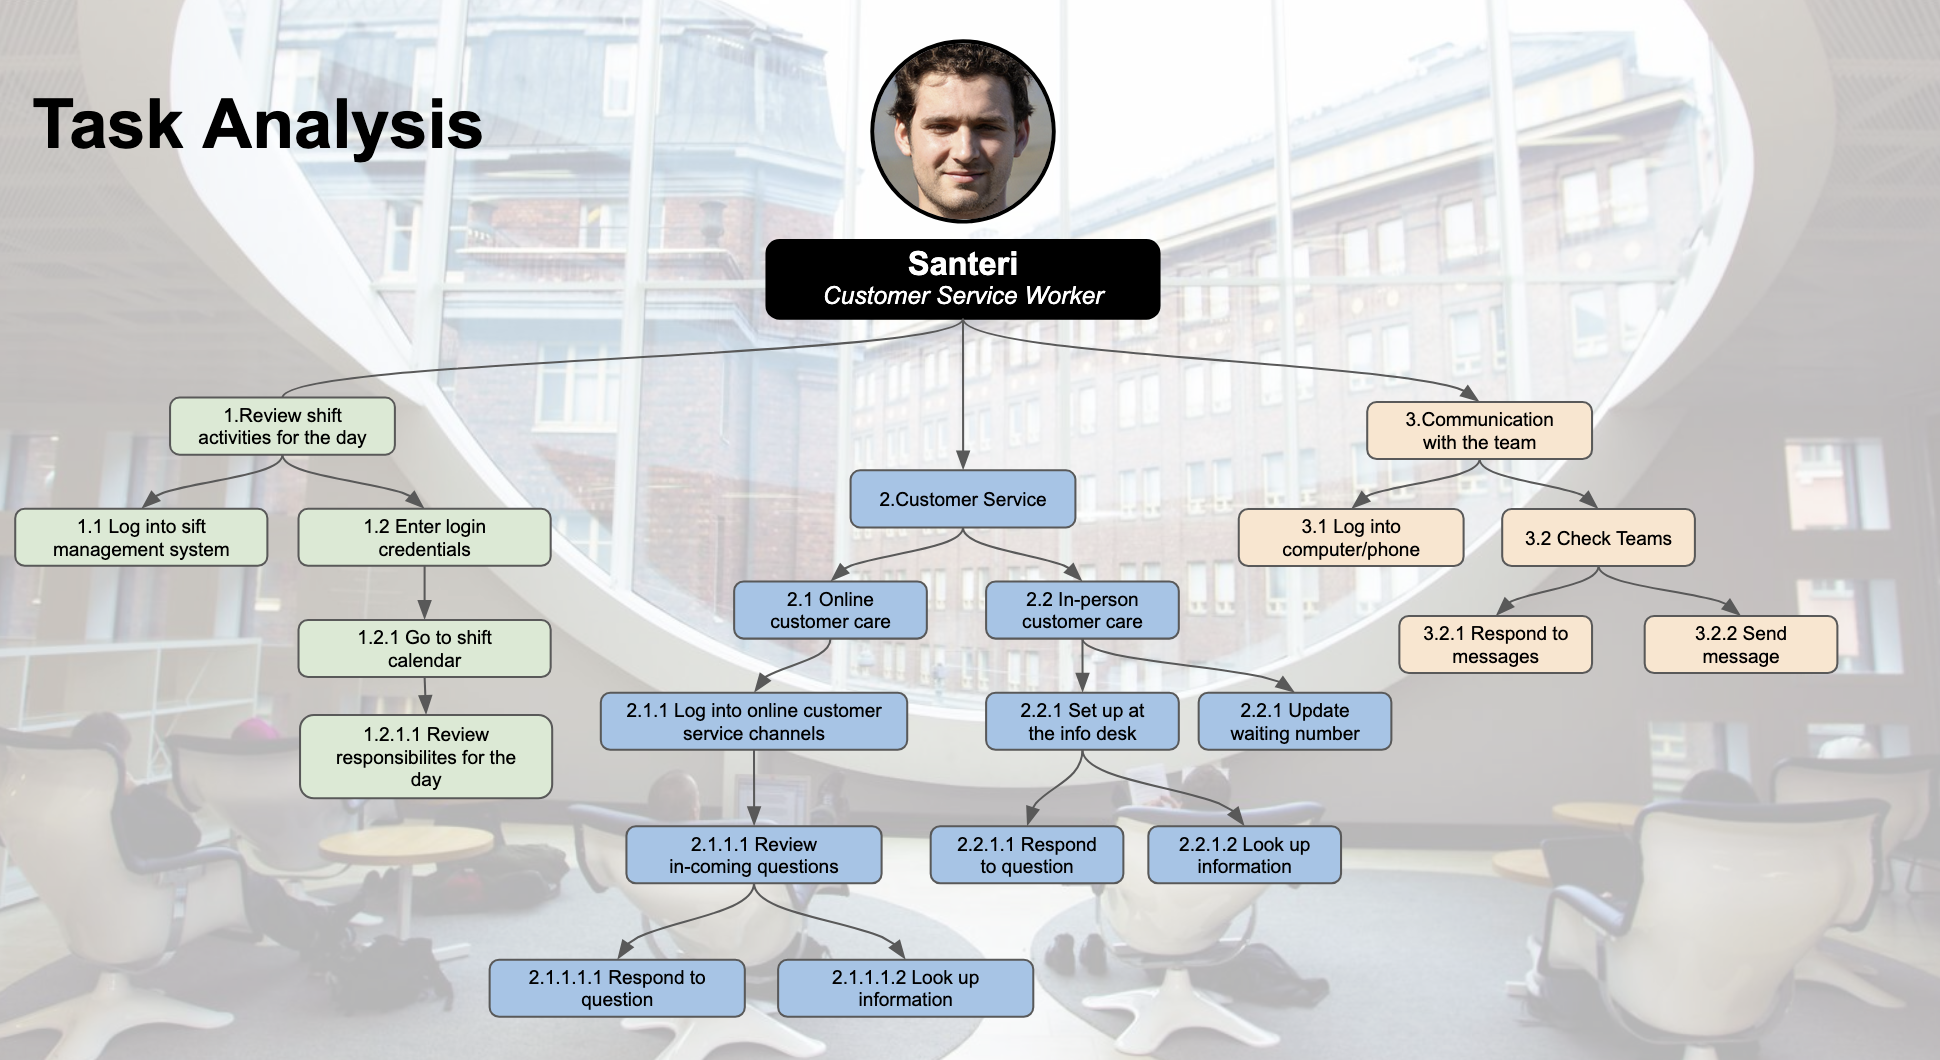 Task Analysis
Santeri
Customer Service Worker
1.Review shift
activities for the day
1.1 Log into sift
management system
1.2 Enter login
credentials
1.2.1 Go to shift
calendar
1.2.1.1 Review
responsibilites for the
day
2.Customer Service
2.1 Online
customer care
2.2 In-person
customer care
2.1.1 Log into online customer
service channels
2.2.1 Set up at
the info desk
2.2.1 Update
waiting number
2.1.1.1 Review
in-coming questions
2.2.1.1 Respond
to question
2.2.1.2 Look up
information
2.1.1.1.1 Respond to
question
2.1.1.1.2 Look up
information
3.Communication
with the team
3.1 Log into
computer/phone
3.2 Check Teams
3.2.1 Respond to
messages
3.2.2 Send
message